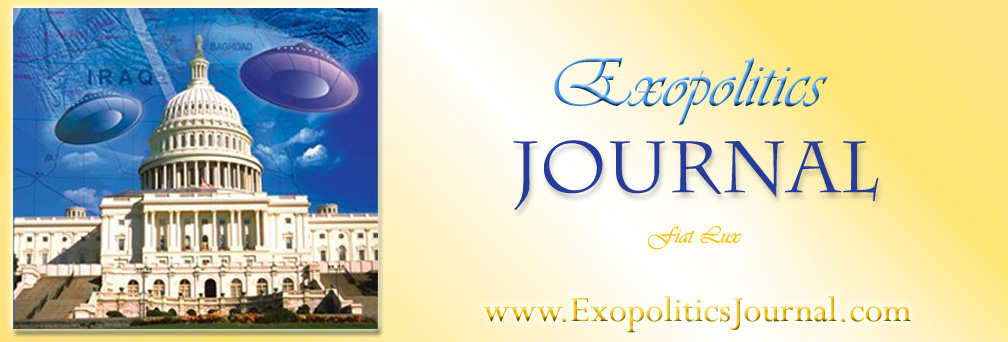 BAGHDAD
IRAQ
Exopolitics
JOURNAL
Fiat Lux
www.ExopoliticsJournal.com